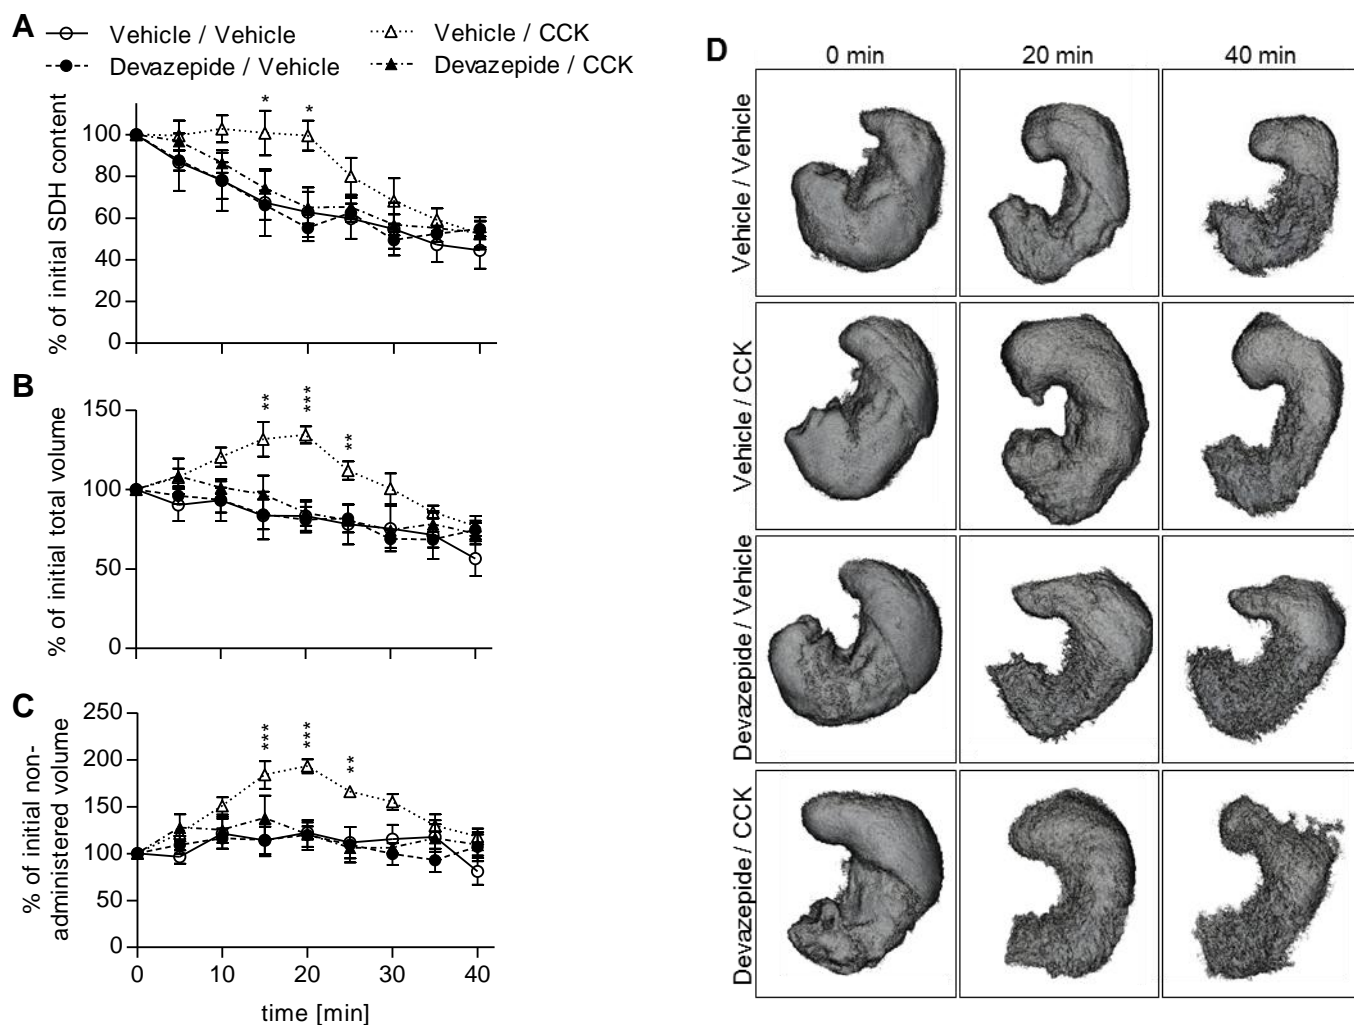 A
Vehicle / Vehicle
Vehicle / CCK
Devazepide / Vehicle
Devazepide / CCK
% of initial SDH content
100
80
60
40
20
0
*
*
B
% of initial total volume
150
100
50
0
**
***
**
C
% of initial non-
administered volume
250
200
150
100
50
0
***
***
**
0
10
20
30
40
time [min]
D
0 min
20 min
40 min
Vehicle / Vehicle
Vehicle / CCK
Devazepide / Vehicle
Devazepide / CCK